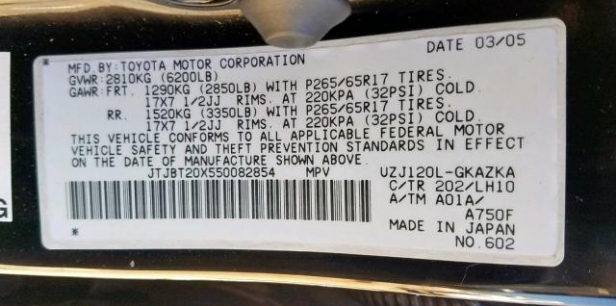 DATE 03/05
MFD. BY: TOYOTA MOTOR CORPORATION
GVWR: 2810KG (6200LB)
GAWR: FRT. 1290KG (2850LB) WITH P265/65R17 TIRES.
17X7 1/2JJ RIMS. AT 220KPA (32PSI) COLD.
RR. 1520KG (3350LB) WITH P265/65R17 TIRES.
17X7 1/2JJ RIMS. AT 220KPA (32PSI) COLD.
THIS VEHICLE CONFORMS TO ALL APPLICABLE FEDERAL MOTOR
VEHICLE SAFETY AND THEFT PREVENTION STANDARDS IN EFFECT
ON THE DATE OF MANUFACTURE SHOWN ABOVE.
JTJBT20X550082854 MPV UZJ120L-GKAZKA
C/TR 202/LH10
A/TM A01A/
A750F
MADE IN JAPAN
NO.602
G